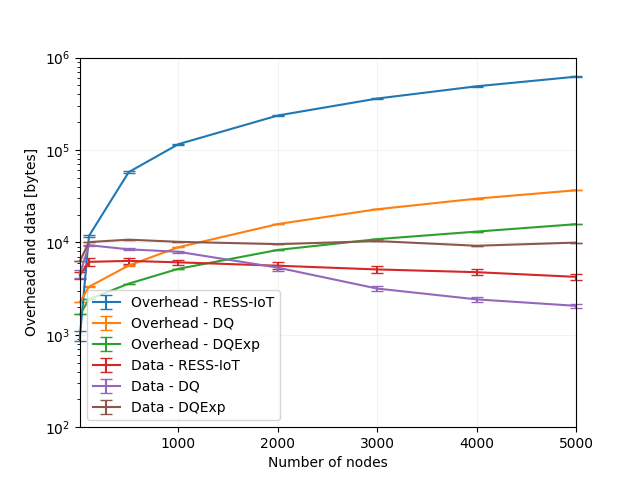 10^6
10^5
10^4
10^3
10^2
Overhead and data [bytes]
Overhead - RESS-IoT
Overhead - DQ
Overhead - DQExp
Data - RESS-IoT
Data - DQ
Data - DQExp
1000 2000 3000 4000 5000
Number of nodes